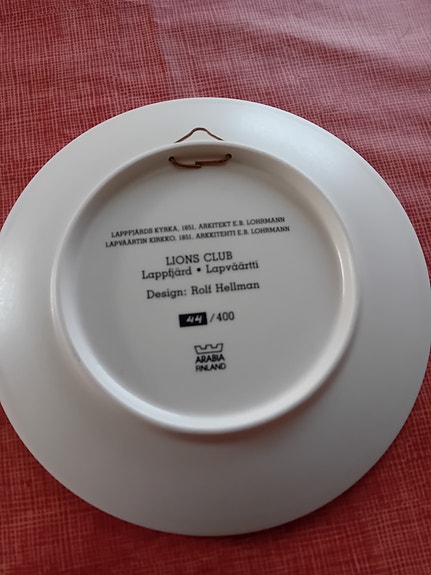 LAPPFJÄRDS KYRKA, 1851, ARKITEKT E.B. LOHRMANN
LAPVÄÄRTIN KIRKKO, 1851, ARKKITEHTI E.B. LOHRMANN
LIONS CLUB
Lappfjärd • Lapväärtti
Design: Rolf Hellman
44 / 400
ARABIA
FINLAND